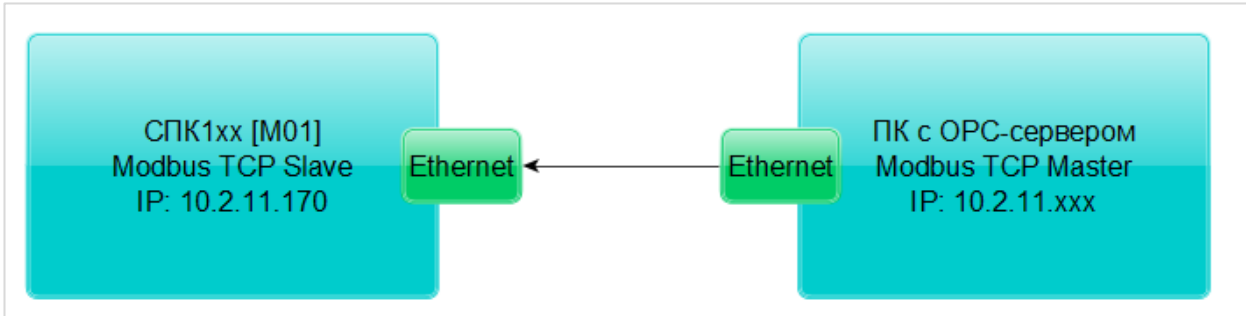 СПК1хх [M01]
Modbus TCP Slave
IP: 10.2.11.170
Ethernet
Ethernet
ПК с OPC-сервером
Modbus TCP Master
IP: 10.2.11.xxx